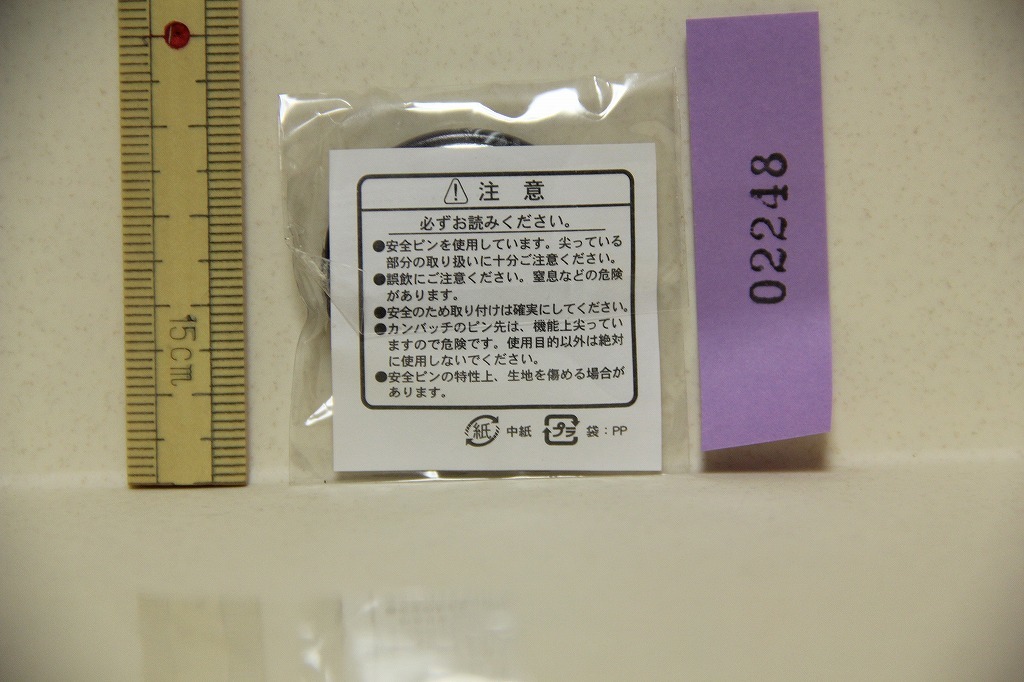 15cm
⚠注 意
必ずお読みください。
●安全ピンを使用しています。尖っている
部分の取り扱いに十分ご注意ください。
●誤飲にご注意ください。窒息などの危険
があります。
●安全のため取り付けは確実にしてください。
●カンバッチのピン先は、機能上尖ってい
ますので危険です。使用目的以外は絶対
に使用しないでください。
●安全ピンの特性上、生地を傷める場合が
あります。
紙 中紙 プラ 袋：PP
02248